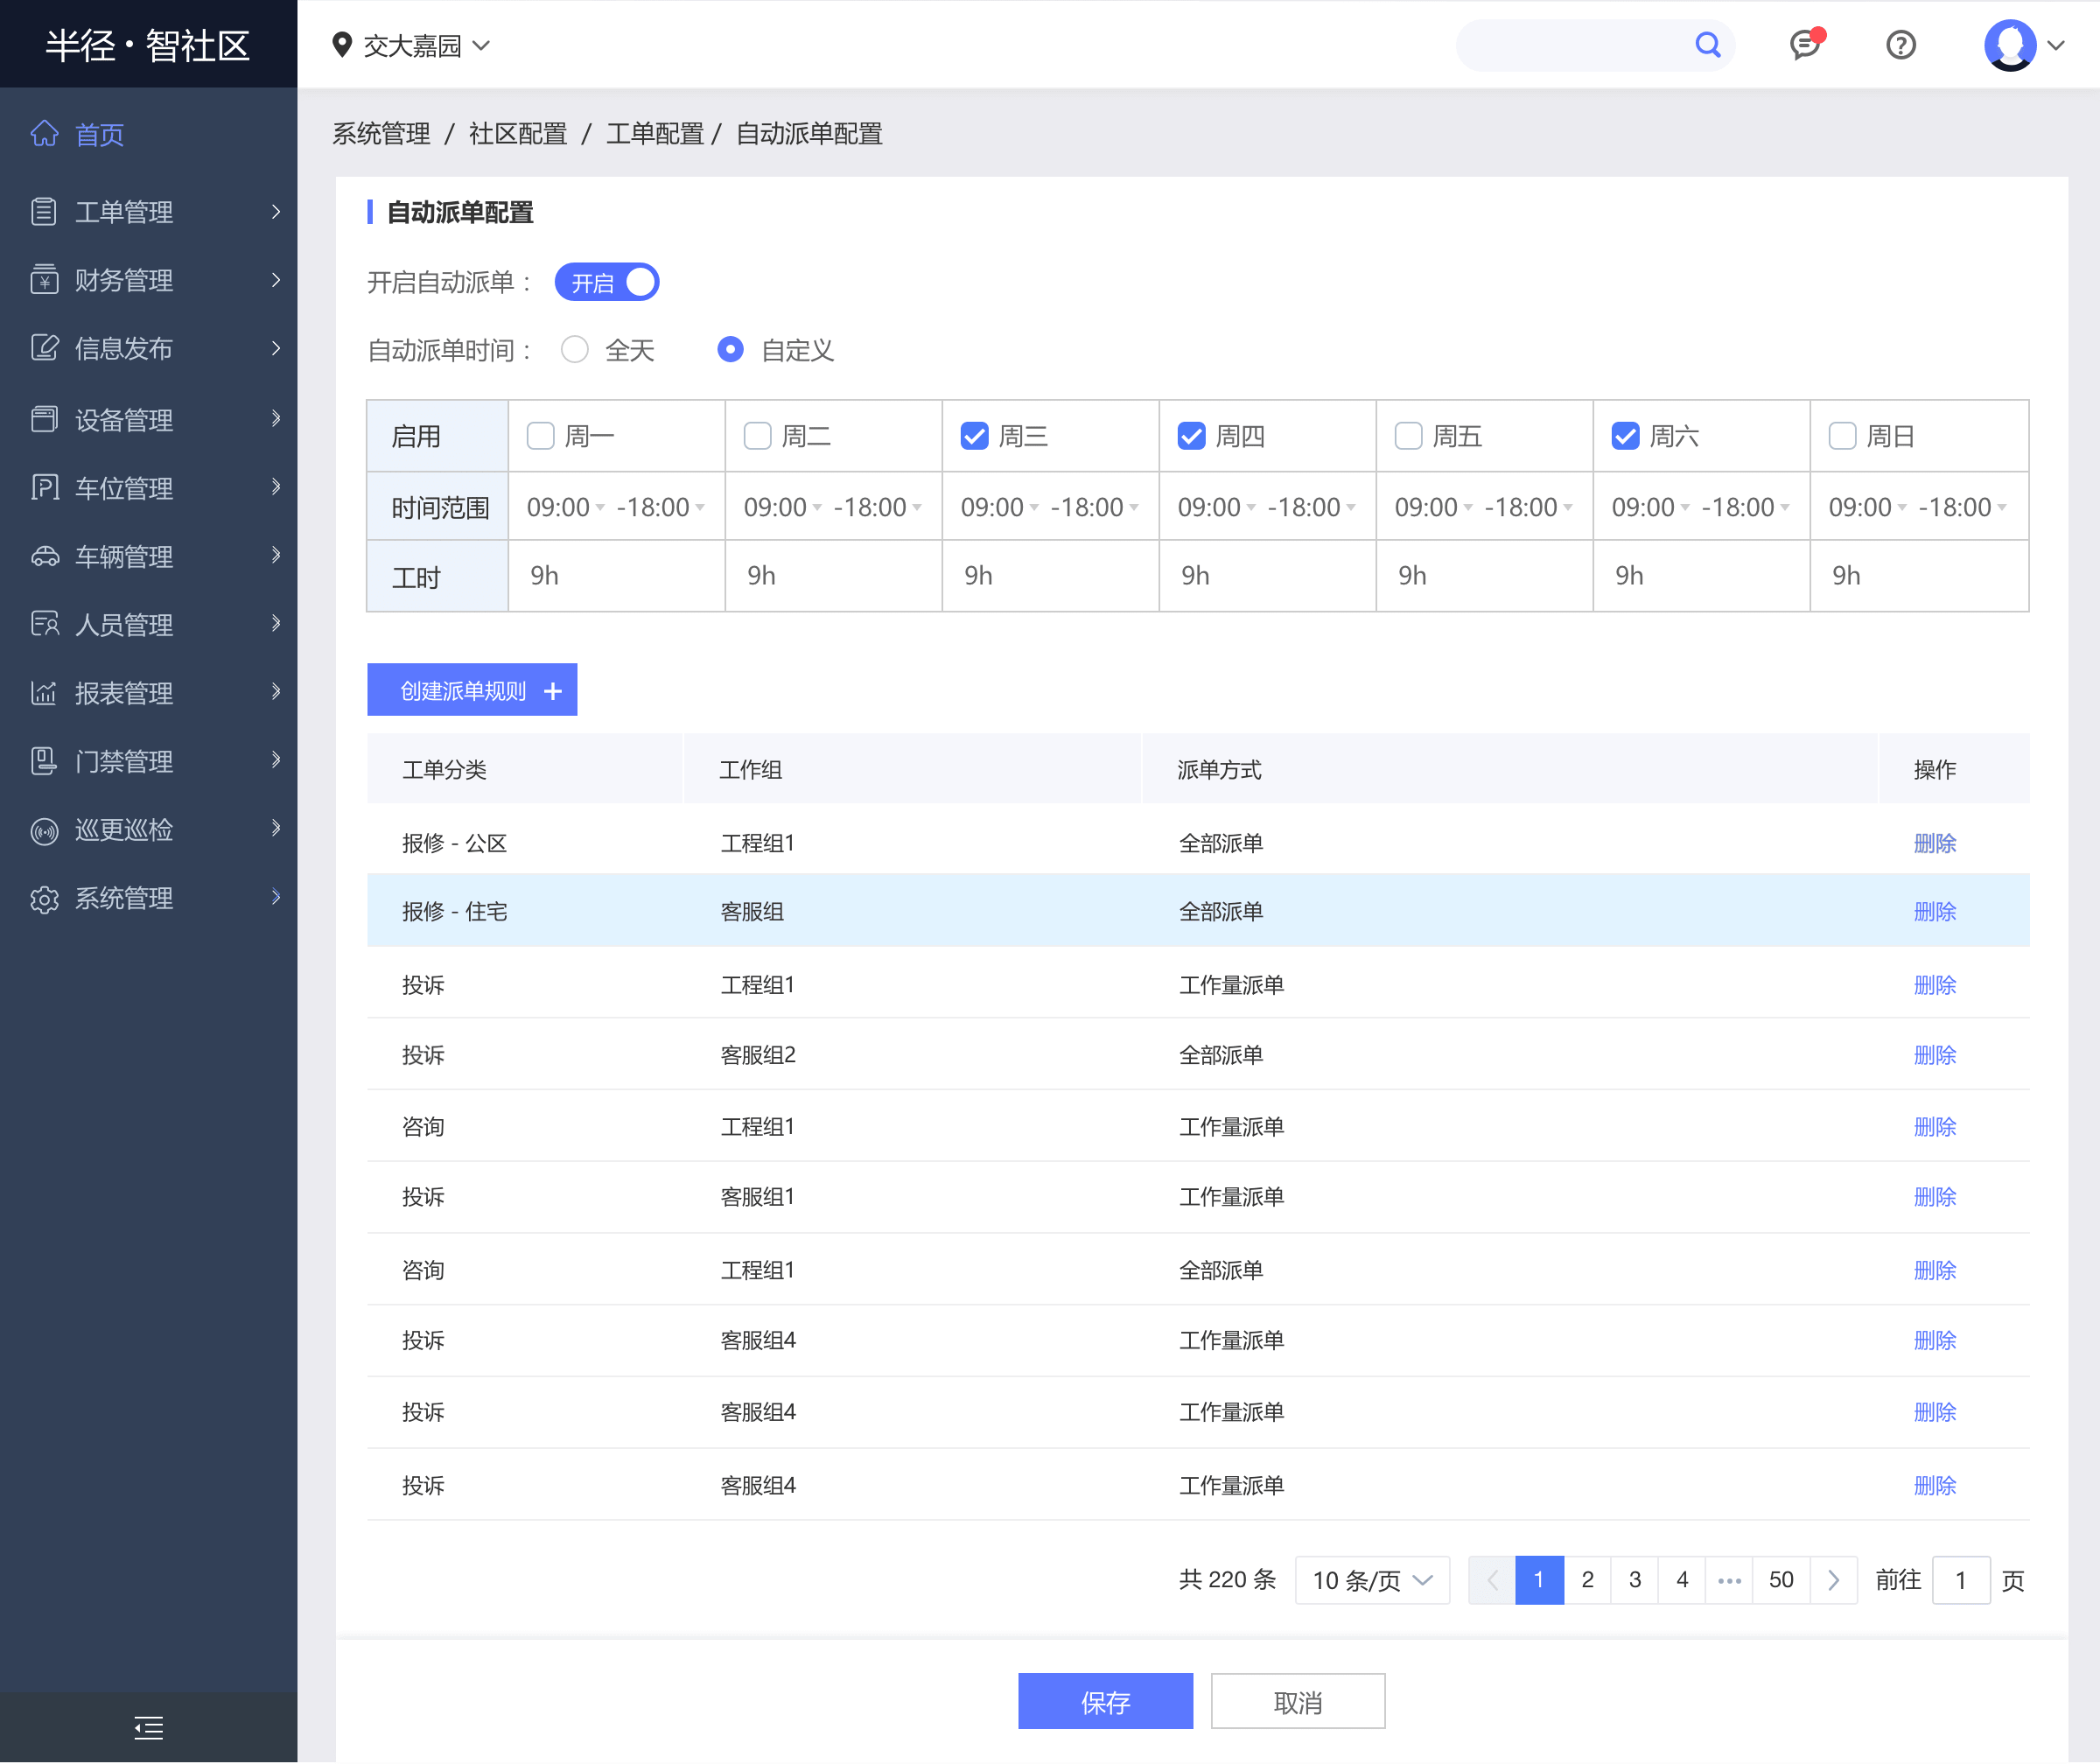 半径·智社区
交大嘉园
首页
工单管理
财务管理
信息发布
设备管理
车位管理
车辆管理
人员管理
报表管理
门禁管理
巡更巡检
系统管理
系统管理 / 社区配置 / 工单配置 / 自动派单配置
自动派单配置
开启自动派单： 开启
自动派单时间： 全天 自定义
启用 周一 周二 周三 周四 周五 周六 周日
时间范围 09:00 -18:00 09:00 -18:00 09:00 -18:00 09:00 -18:00 09:00 -18:00 09:00 -18:00 09:00 -18:00
工时 9h 9h 9h 9h 9h 9h 9h
创建派单规则 +
工单分类 工作组 派单方式 操作
报修 - 公区 工程组1 全部派单 删除
报修 - 住宅 客服组 全部派单 删除
投诉 工程组1 工作量派单 删除
投诉 客服组2 全部派单 删除
咨询 工程组1 工作量派单 删除
投诉 客服组1 工作量派单 删除
咨询 工程组1 全部派单 删除
投诉 客服组4 工作量派单 删除
投诉 客服组4 工作量派单 删除
投诉 客服组4 工作量派单 删除
共 220 条 10 条/页 1 2 3 4 ••• 50 前往 1 页
保存 取消